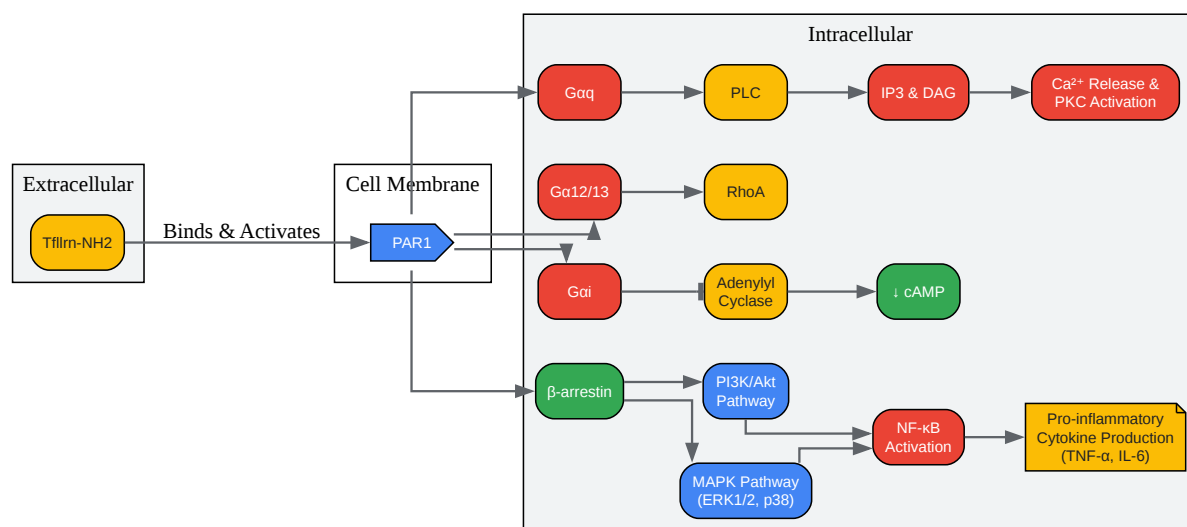 Intracellular
Gαq
PLC
IP3 & DAG
Ca²⁺ Release &
PKC Activation
Extracellular
Tfllrn-NH2
Binds & Activates
Cell Membrane
PAR1
Gα12/13
RhoA
Gαi
Adenylyl
Cyclase
↓ cAMP
β-arrestin
PI3K/Akt
Pathway
MAPK Pathway
(ERK1/2, p38)
NF-κB
Activation
Pro-inflammatory
Cytokine Production
(TNF-α, IL-6)